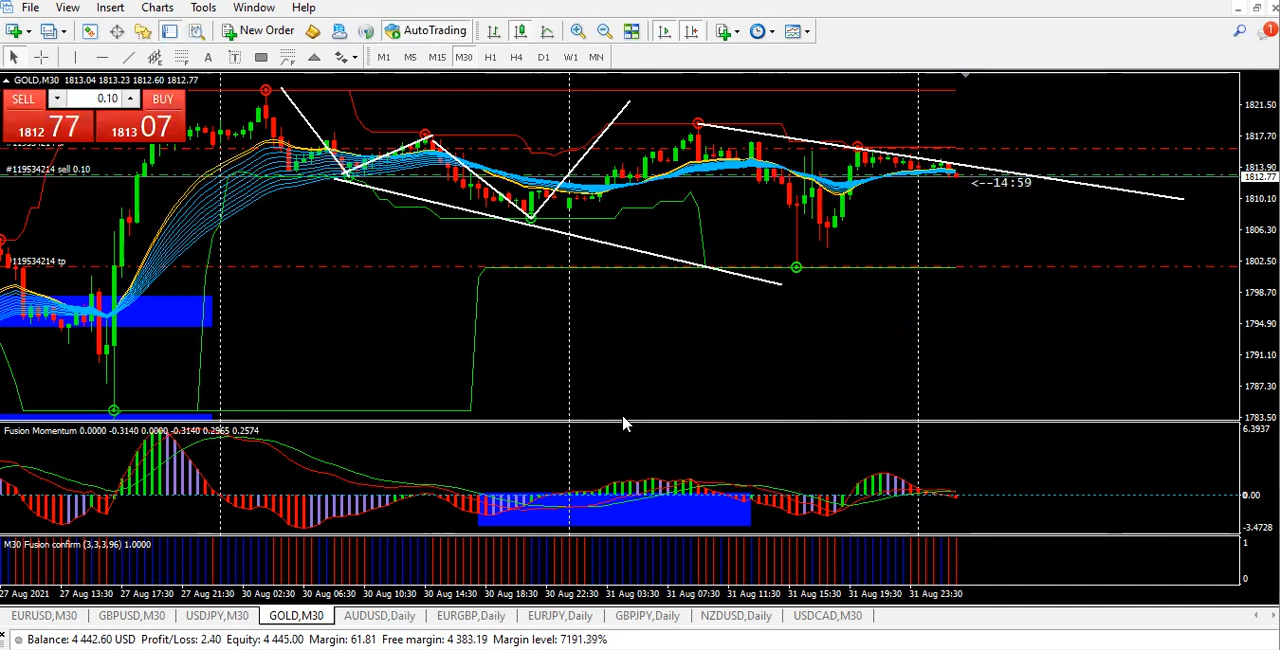 File View Insert Charts Tools Window Help
New Order AutoTrading 1
A T M1 M5 M15 M30 H1 H4 D1 W1 MN
GOLD,M30 1813.04 1813.23 1812.60 1812.77
SELL 0.10 BUY
1812 77 1813 07
#119534214 sell 0.10
#119534214 tp
<--14:59
1821.50
1817.70
1813.90
1812.77
1810.10
1806.30
1802.50
1798.70
1794.90
1791.10
1787.30
1783.50
Fusion Momentum 0.0000 -0.3140 0.0000 -0.3140 0.2965 0.2574
6.3937
0.00
-3.4728
M30 Fusion confirm (3,3,3,96) 1.0000
1
0
27 Aug 2021 27 Aug 13:30 27 Aug 17:30 27 Aug 21:30 30 Aug 02:30 30 Aug 06:30 30 Aug 10:30 30 Aug 14:30 30 Aug 18:30 30 Aug 22:30 31 Aug 03:30 31 Aug 07:30 31 Aug 11:30 31 Aug 15:30 31 Aug 19:30 31 Aug 23:30
EURUSD,M30 GBPUSD,M30 USDJPY,M30 GOLD,M30 AUDUSD,Daily EURGBP,Daily EURJPY,Daily GBPJPY,Daily NZDUSD,Daily USDCAD,M30
Balance: 4 442.60 USD Profit/Loss: 2.40 Equity: 4 445.00 Margin: 61.81 Free margin: 4 383.19 Margin level: 7191.39%